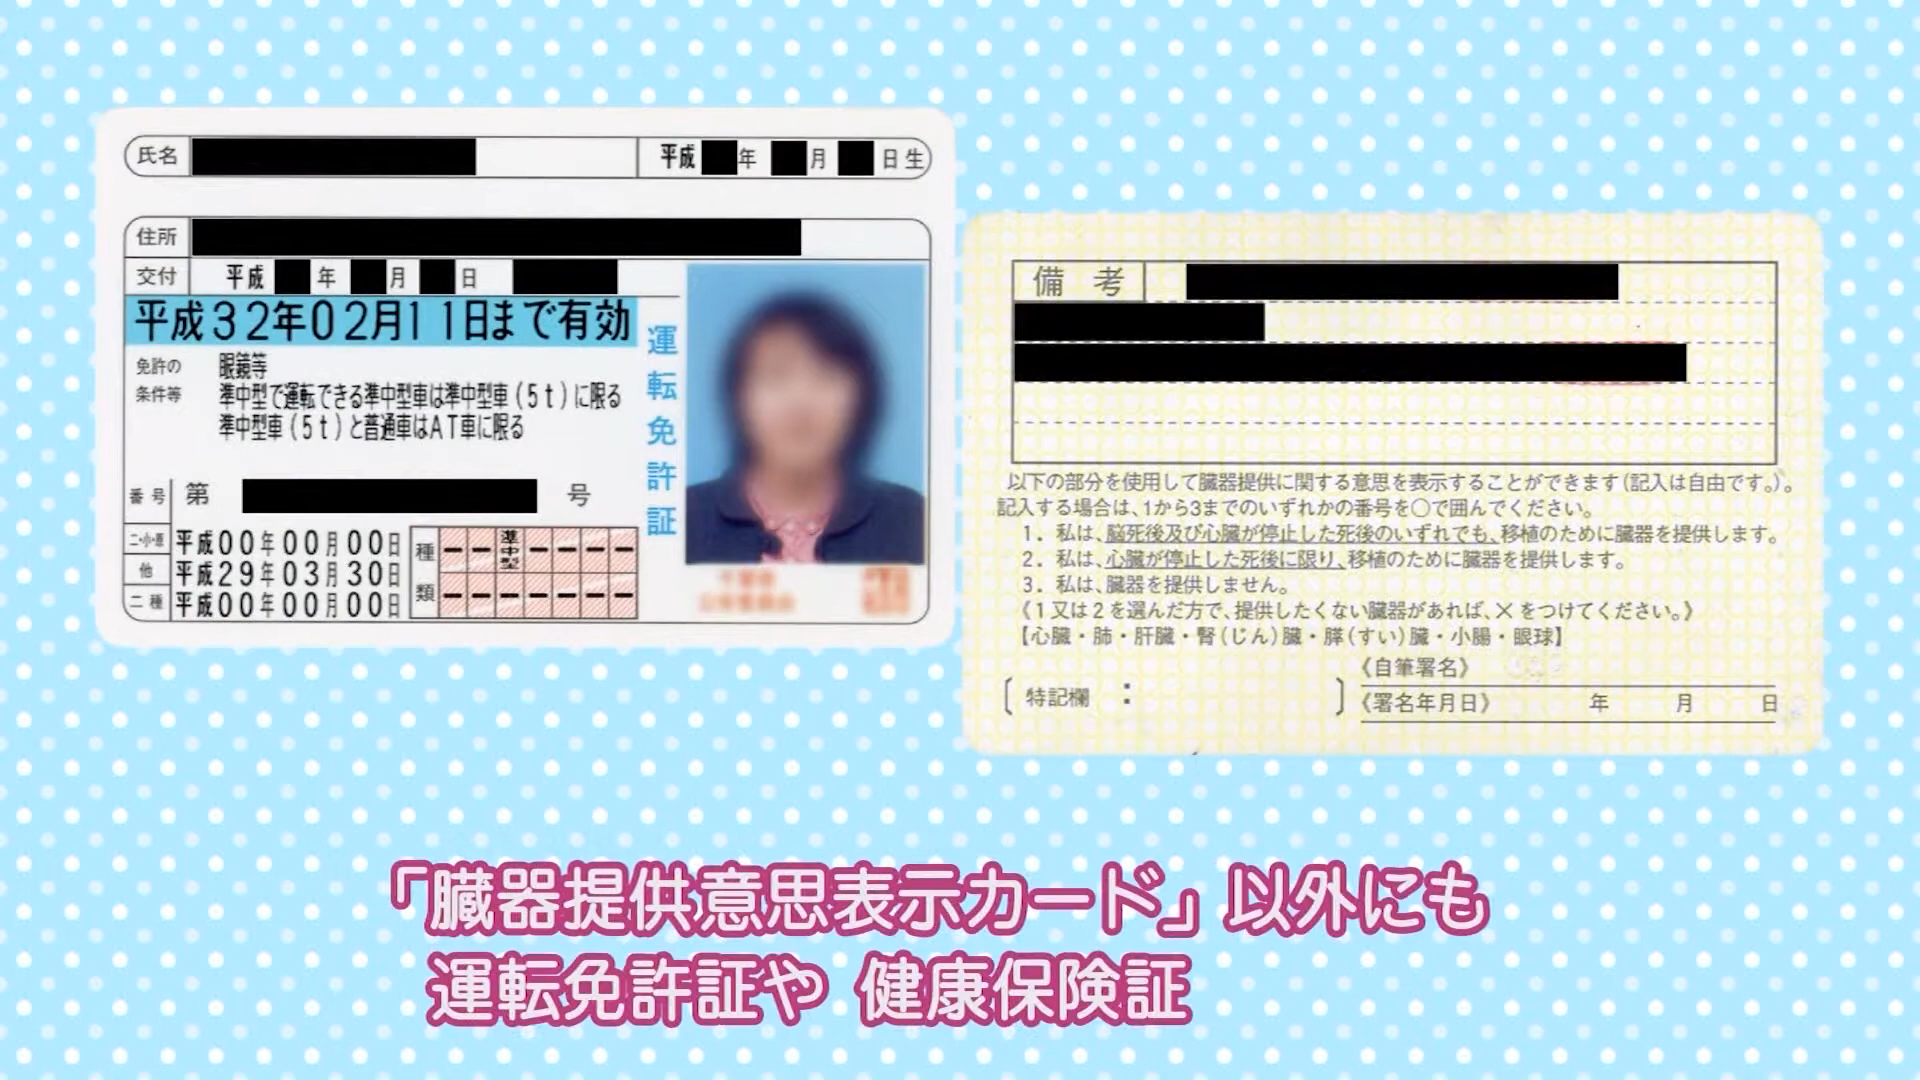 氏名 平成 年 月 日生
住所
交付 平成 年 月 日
平成32年02月11日まで有効
免許の
条件等
眼鏡等
準中型で運転できる準中型車は準中型車(5t)に限る
準中型車(5t)と普通車はAT車に限る
番号 第 号
二・小・原 平成00年00月00日
他 平成29年03月30日
二種 平成00年00月00日
種類
準中型
運転免許証
備考
以下の部分を使用して臓器提供に関する意思を表示することができます(記入は自由です。)。
記入する場合は、1から3までのいずれかの番号を○で囲んでください。
1. 私は、脳死後及び心臓が停止した死後のいずれでも、移植のために臓器を提供します。
2. 私は、心臓が停止した死後に限り、移植のために臓器を提供します。
3. 私は、臓器を提供しません。
《1又は2を選んだ方で、提供したくない臓器があれば、×をつけてください。》
【心臓・肺・肝臓・腎(じん)臓・膵(すい)臓・小腸・眼球】
〔特記欄 : 〕
《自筆署名》
《署名年月日》 年 月 日
「臓器提供意思表示カード」以外にも
運転免許証や 健康保険証